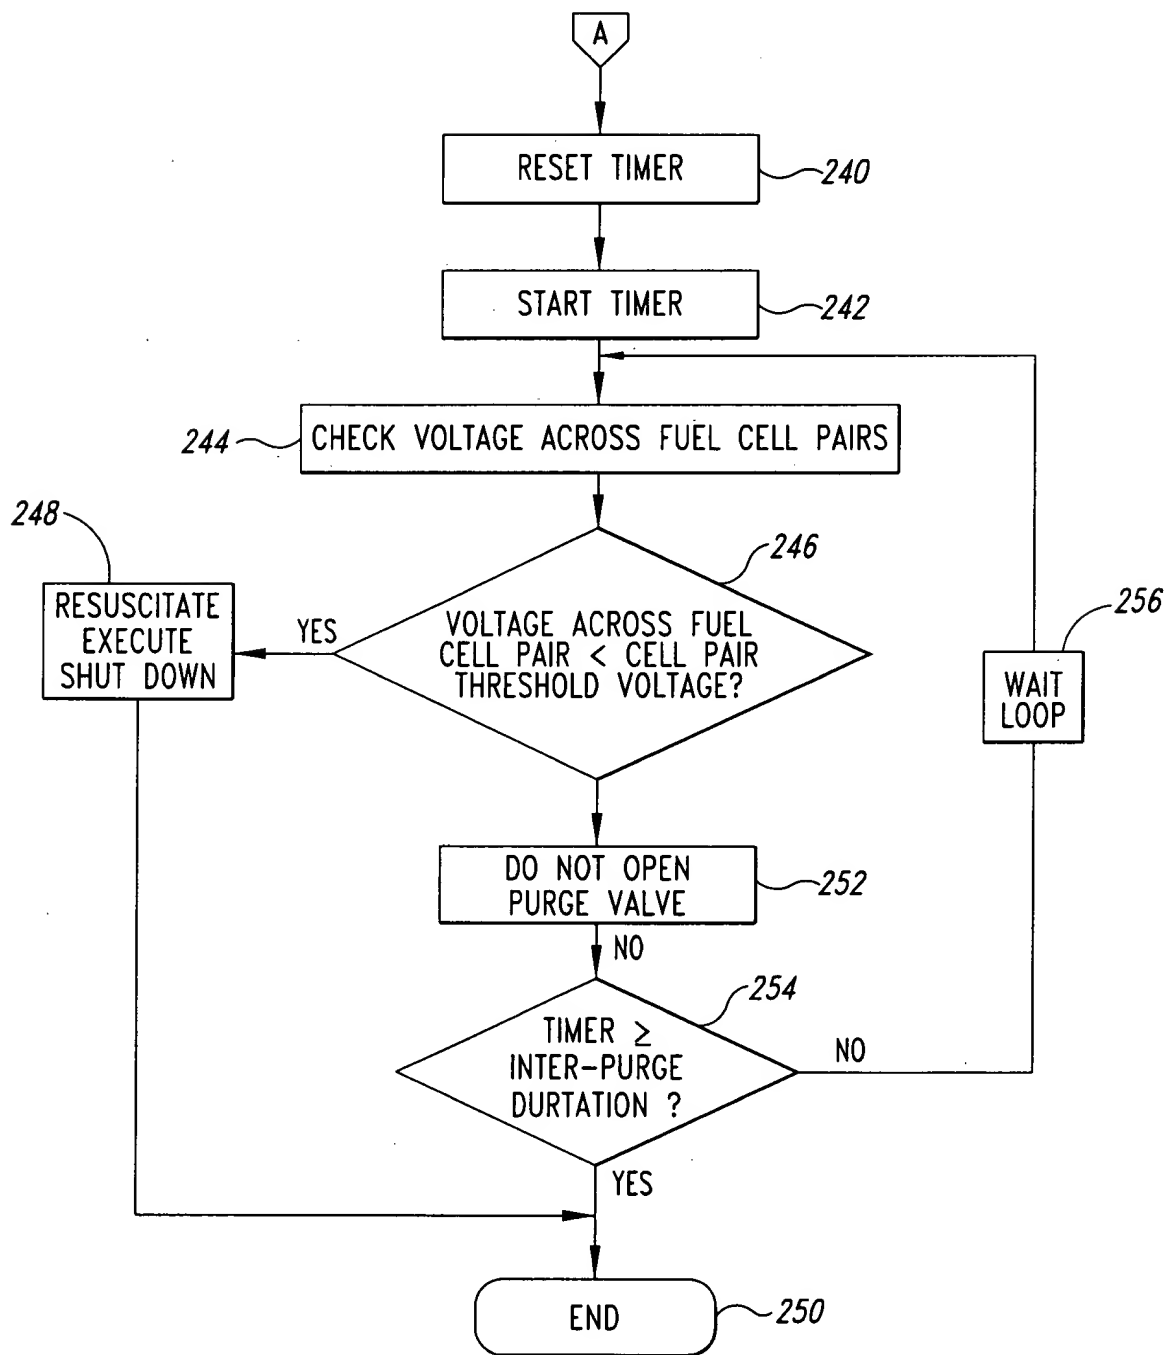 A
RESET TIMER
240
START TIMER
242
244
CHECK VOLTAGE ACROSS FUEL CELL PAIRS
248
246
RESUSCITATE
EXECUTE
SHUT DOWN
YES
VOLTAGE ACROSS FUEL
CELL PAIR < CELL PAIR
THRESHOLD VOLTAGE?
256
WAIT
LOOP
DO NOT OPEN
PURGE VALVE
252
NO
254
TIMER ≥
INTER-PURGE
DURTATION ?
NO
YES
END
250